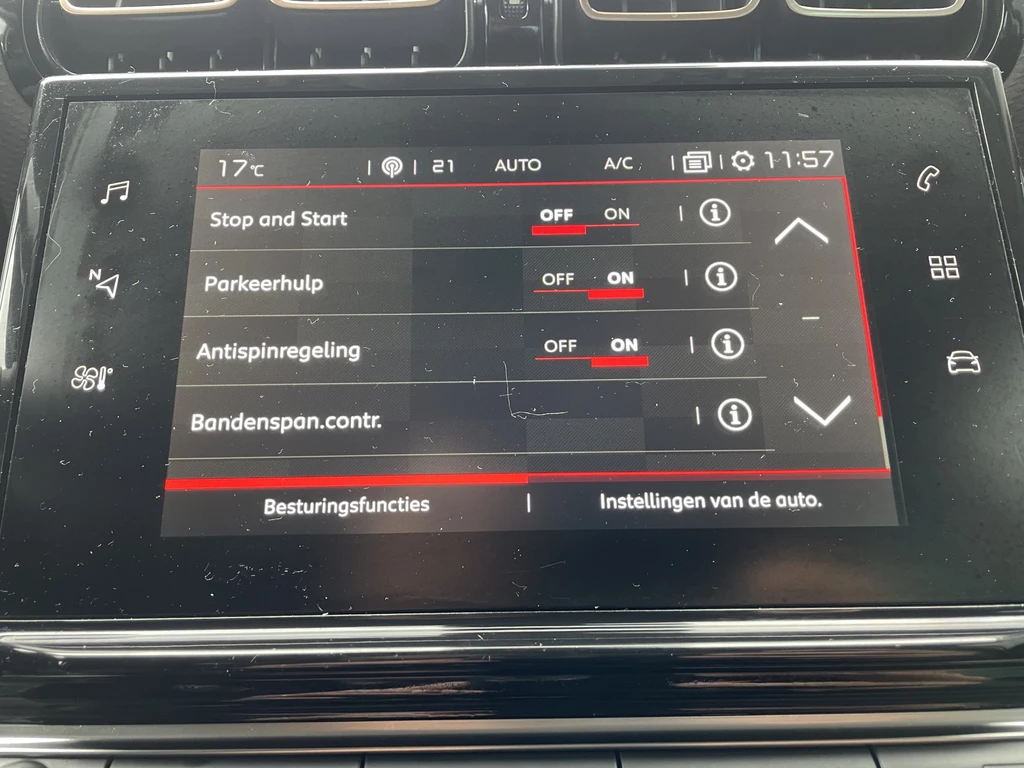 17°C 21 AUTO A/C 11:57
Stop and Start OFF ON i
N
Parkeerhulp OFF ON i
Antispinregeling OFF ON i
Bandenspan.contr. i
Besturingsfuncties Instellingen van de auto.